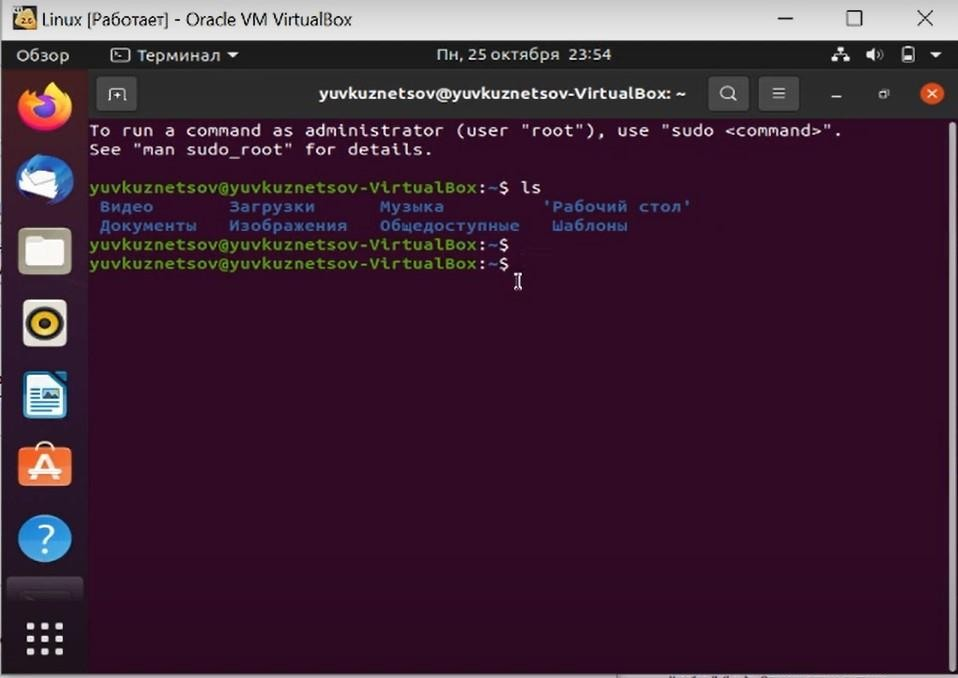 Linux [Работает] - Oracle VM VirtualBox
Обзор Терминал Пн, 25 октября 23:54
yuvkuznetsov@yuvkuznetsov-VirtualBox: ~
To run a command as administrator (user "root"), use "sudo <command>".
See "man sudo_root" for details.
yuvkuznetsov@yuvkuznetsov-VirtualBox:~$ ls
Видео Загрузки Музыка 'Рабочий стол'
Документы Изображения Общедоступные Шаблоны
yuvkuznetsov@yuvkuznetsov-VirtualBox:~$
yuvkuznetsov@yuvkuznetsov-VirtualBox:~$